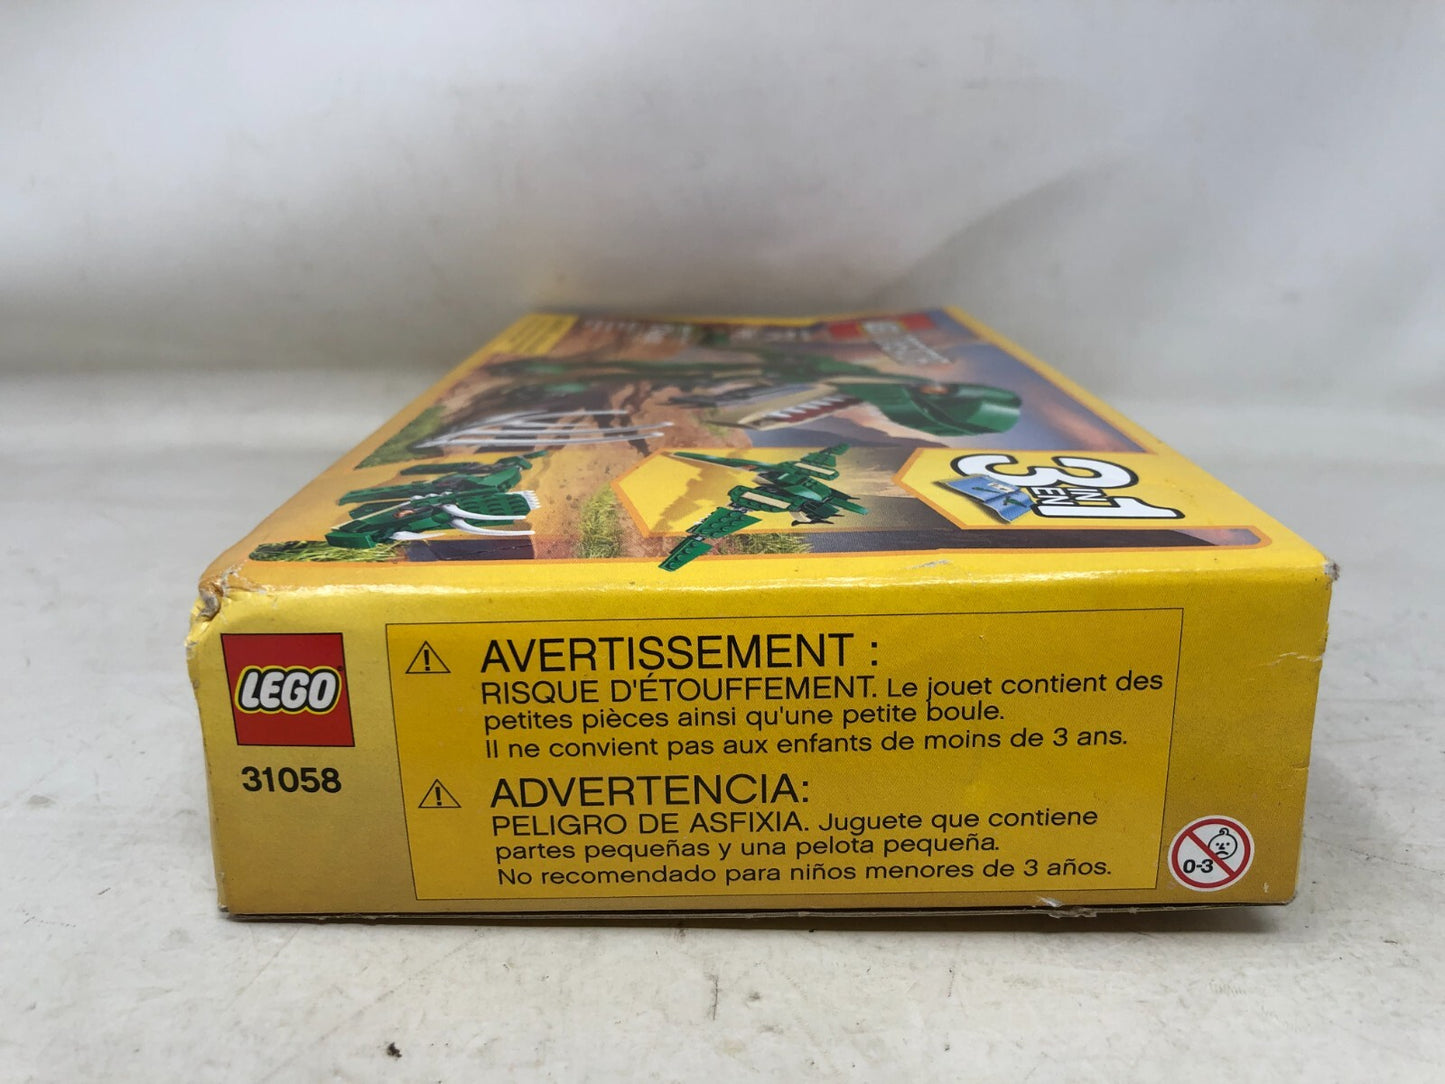 3
IN
EN
1
LEGO
31058
AVERTISSEMENT :
RISQUE D'ÉTOUFFEMENT. Le jouet contient des
petites pièces ainsi qu'une petite boule.
Il ne convient pas aux enfants de moins de 3 ans.
ADVERTENCIA:
PELIGRO DE ASFIXIA. Juguete que contiene
partes pequeñas y una pelota pequeña.
No recomendado para niños menores de 3 años.
0-3